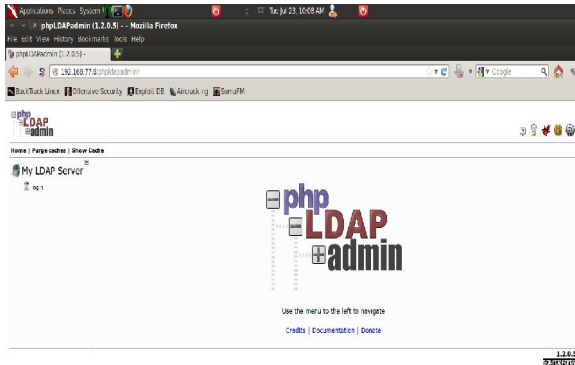 Applications Places System Tue Jul 23, 10:08 AM
phpLDAPadmin (1.2.0.5) - - Mozilla Firefox
File Edit View History Bookmarks Tools Help
phpLDAPadmin (1.2.0.5) -
192.168.77.6/phpldapadmin/ Google
BackTrack Linux Offensive Security Exploit DB Aircrack-ng SomaFM
php
LDAP
admin
Home | Purge caches | Show Cache
My LDAP Server
login
php
LDAP
admin
Use the menu to the left to navigate
Credits | Documentation | Donate
1.2.0.5